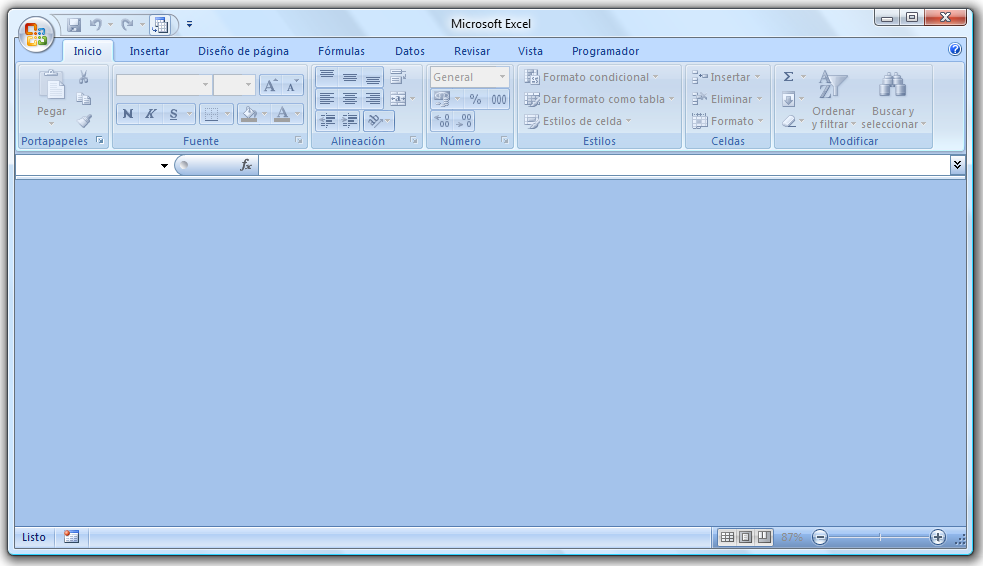 Microsoft Excel
Inicio Insertar Diseño de página Fórmulas Datos Revisar Vista Programador
Pegar
Portapapeles
N K S
A A A
Fuente
Alineación
General
% 000
Número
Formato condicional
Dar formato como tabla
Estilos de celda
Estilos
Insertar
Eliminar
Formato
Celdas
Σ
Ordenar
y filtrar
Buscar y
seleccionar
Modificar
fx
Listo
87%